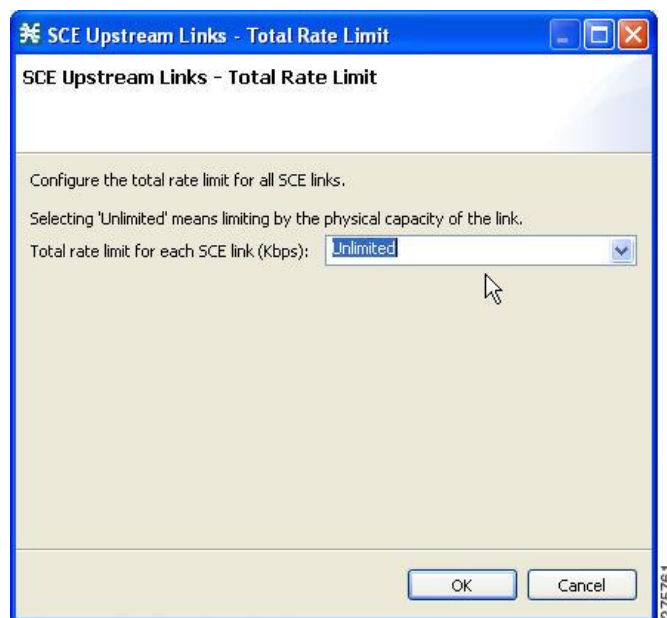 SCE Upstream Links - Total Rate Limit
SCE Upstream Links - Total Rate Limit
Configure the total rate limit for all SCE links.
Selecting 'Unlimited' means limiting by the physical capacity of the link.
Total rate limit for each SCE link (Kbps): Unlimited
OK Cancel
275761